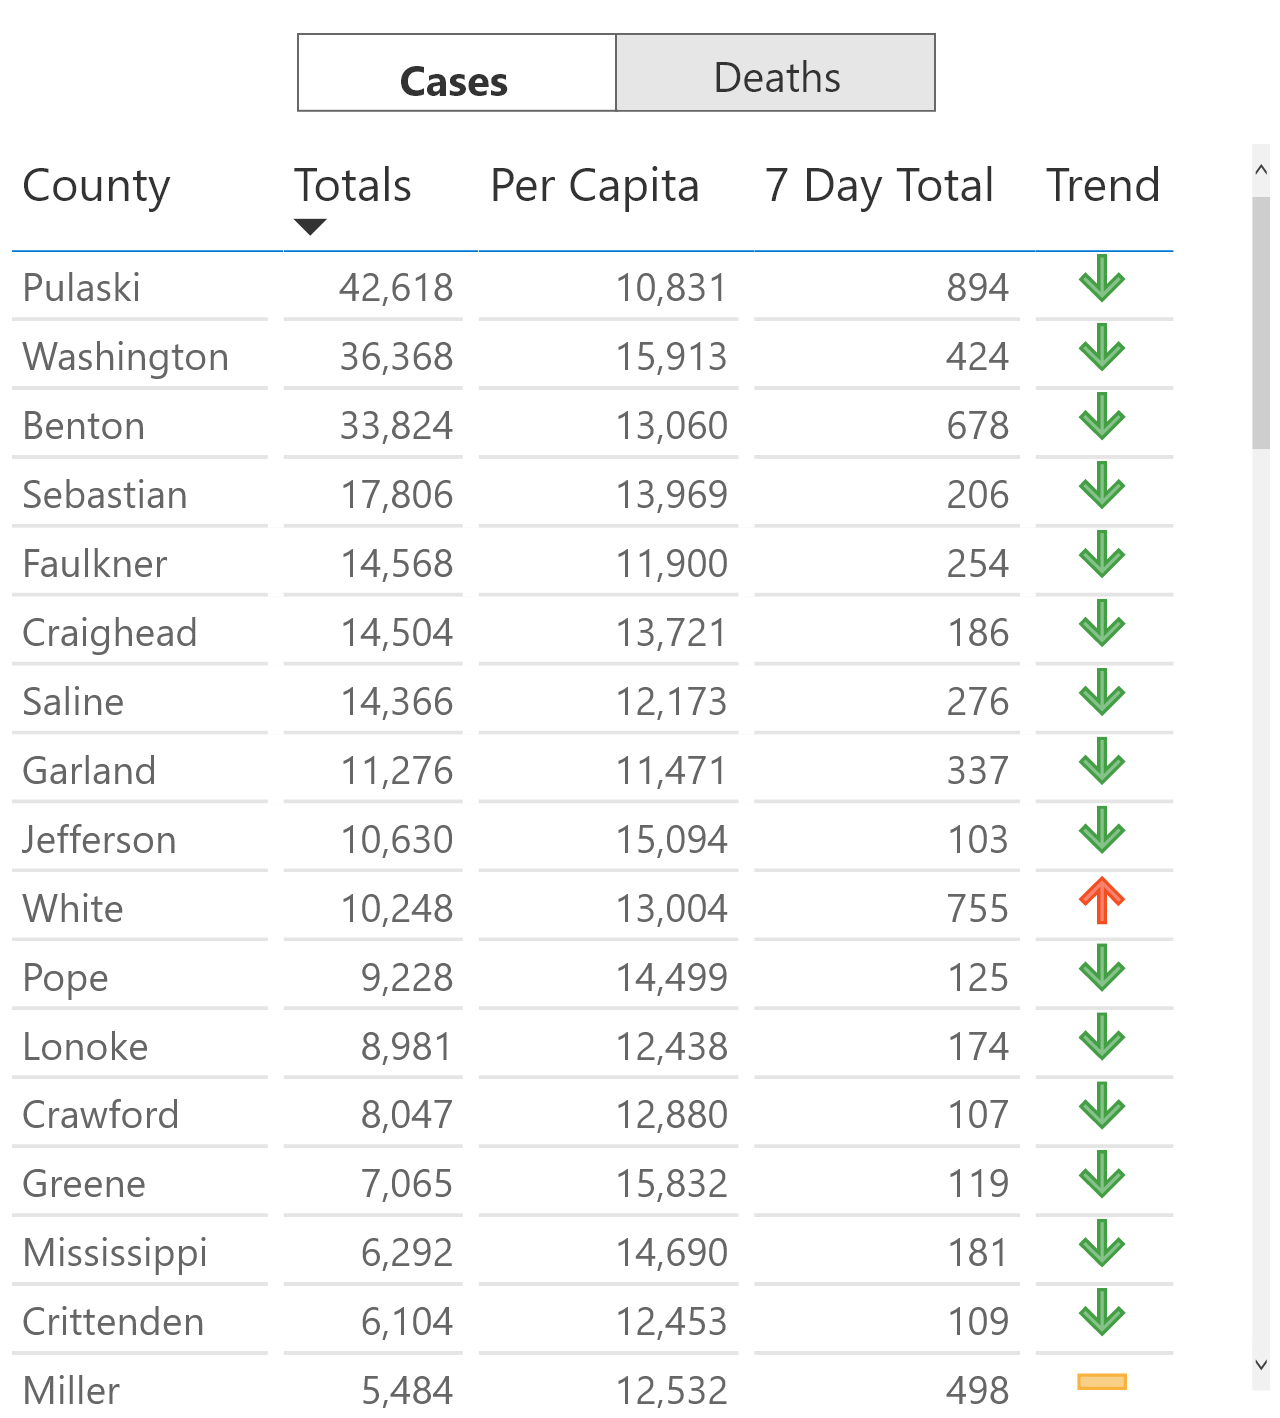 Cases Deaths
County Totals Per Capita 7 Day Total Trend
Pulaski 42,618 10,831 894
Washington 36,368 15,913 424
Benton 33,824 13,060 678
Sebastian 17,806 13,969 206
Faulkner 14,568 11,900 254
Craighead 14,504 13,721 186
Saline 14,366 12,173 276
Garland 11,276 11,471 337
Jefferson 10,630 15,094 103
White 10,248 13,004 755
Pope 9,228 14,499 125
Lonoke 8,981 12,438 174
Crawford 8,047 12,880 107
Greene 7,065 15,832 119
Mississippi 6,292 14,690 181
Crittenden 6,104 12,453 109
Miller 5,484 12,532 498